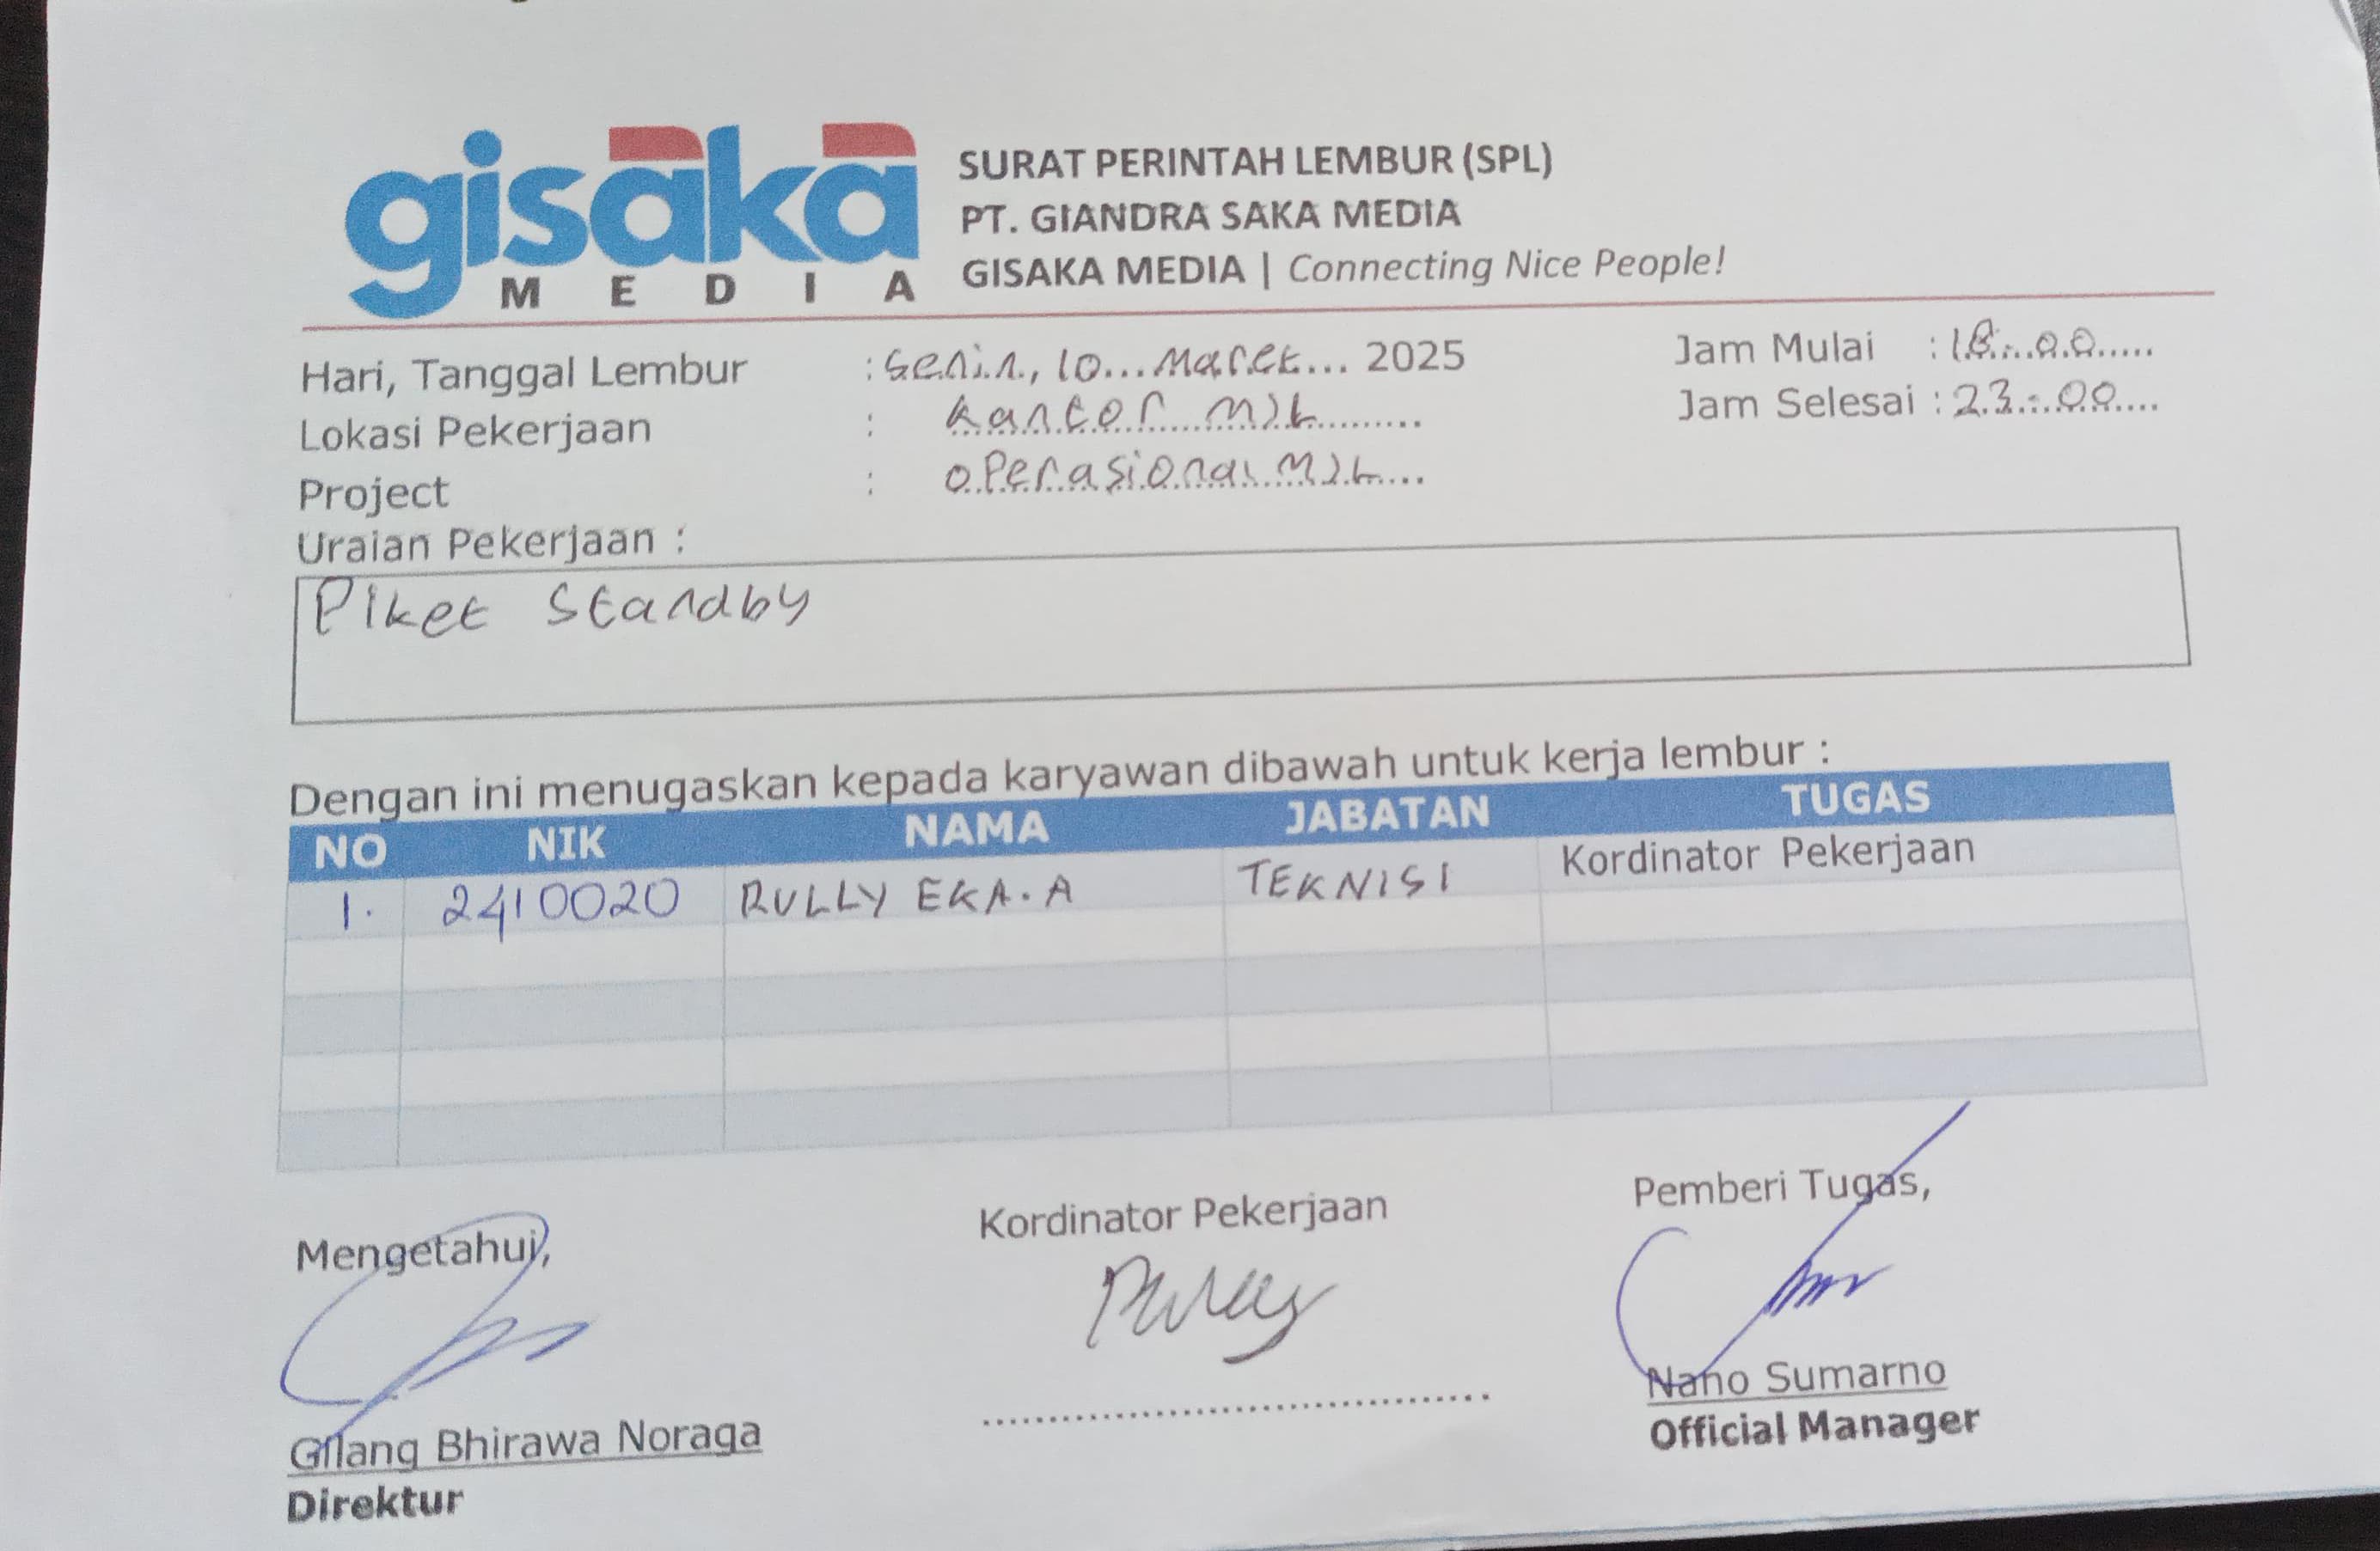 gisaka
MEDIA
SURAT PERINTAH LEMBUR (SPL)
PT. GIANDRA SAKA MEDIA
GISAKA MEDIA | Connecting Nice People!
Hari, Tanggal Lembur : Senin, 10 Maret 2025
Jam Mulai : 18.00
Lokasi Pekerjaan : Kantor MJL
Jam Selesai : 23.00
Project : Operasional MJL
Uraian Pekerjaan :
Piket Standby
Dengan ini menugaskan kepada karyawan dibawah untuk kerja lembur :
NO NIK NAMA JABATAN TUGAS
1. 2410020 RULLY EKA.A TEKNISI Kordinator Pekerjaan
Mengetahui, Kordinator Pekerjaan Pemberi Tugas,
Gilang Bhirawa Noraga Nano Sumarno
Direktur Official Manager